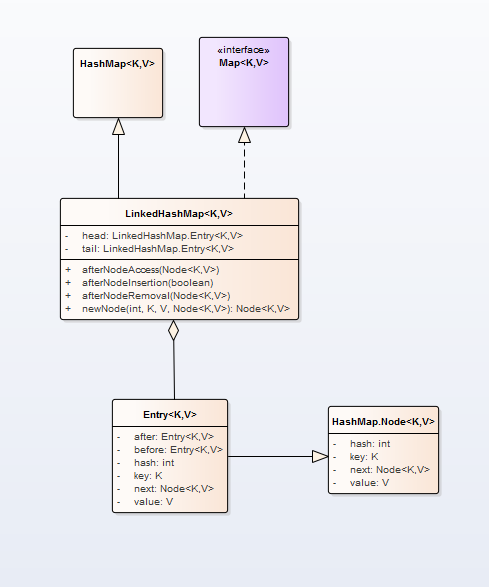 HashMap<K,V>
«interface»
Map<K,V>
LinkedHashMap<K,V>
- head: LinkedHashMap.Entry<K,V>
- tail: LinkedHashMap.Entry<K,V>
+ afterNodeAccess(Node<K,V>)
+ afterNodeInsertion(boolean)
+ afterNodeRemoval(Node<K,V>)
+ newNode(int, K, V, Node<K,V>): Node<K,V>
Entry<K,V>
- after: Entry<K,V>
- before: Entry<K,V>
- hash: int
- key: K
- next: Node<K,V>
- value: V
HashMap.Node<K,V>
- hash: int
- key: K
- next: Node<K,V>
- value: V